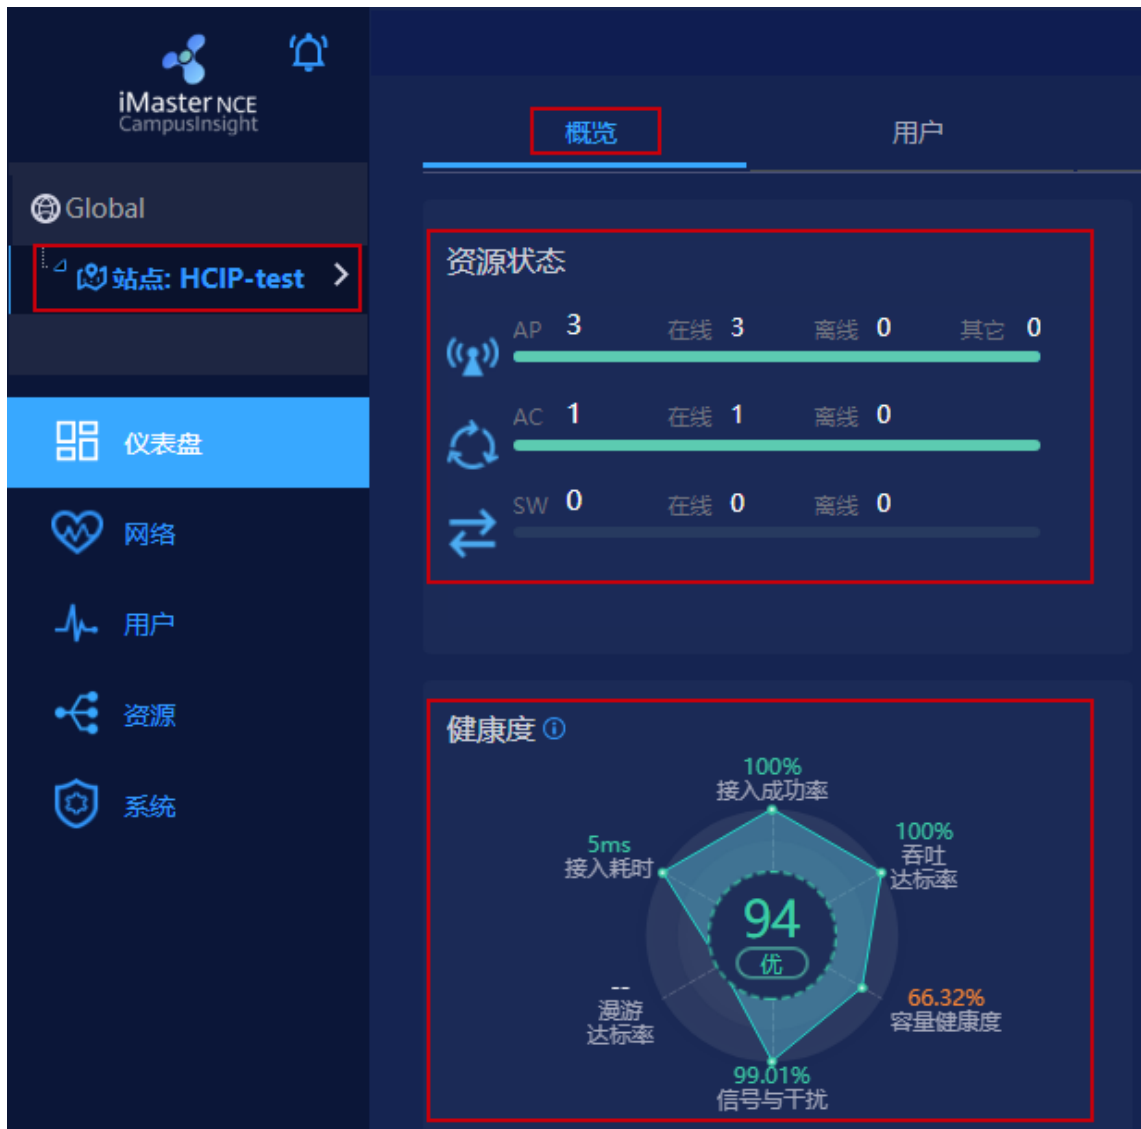 iMaster NCE
CampusInsight
Global
站点: HCIP-test
仪表盘
网络
用户
资源
系统
概览
用户
资源状态
AP 3 在线 3 离线 0 其它 0
AC 1 在线 1 离线 0
SW 0 在线 0 离线 0
健康度
100%
接入成功率
100%
吞吐
达标率
5ms
接入耗时
94
优
--
漫游
达标率
66.32%
容量健康度
99.01%
信号与干扰